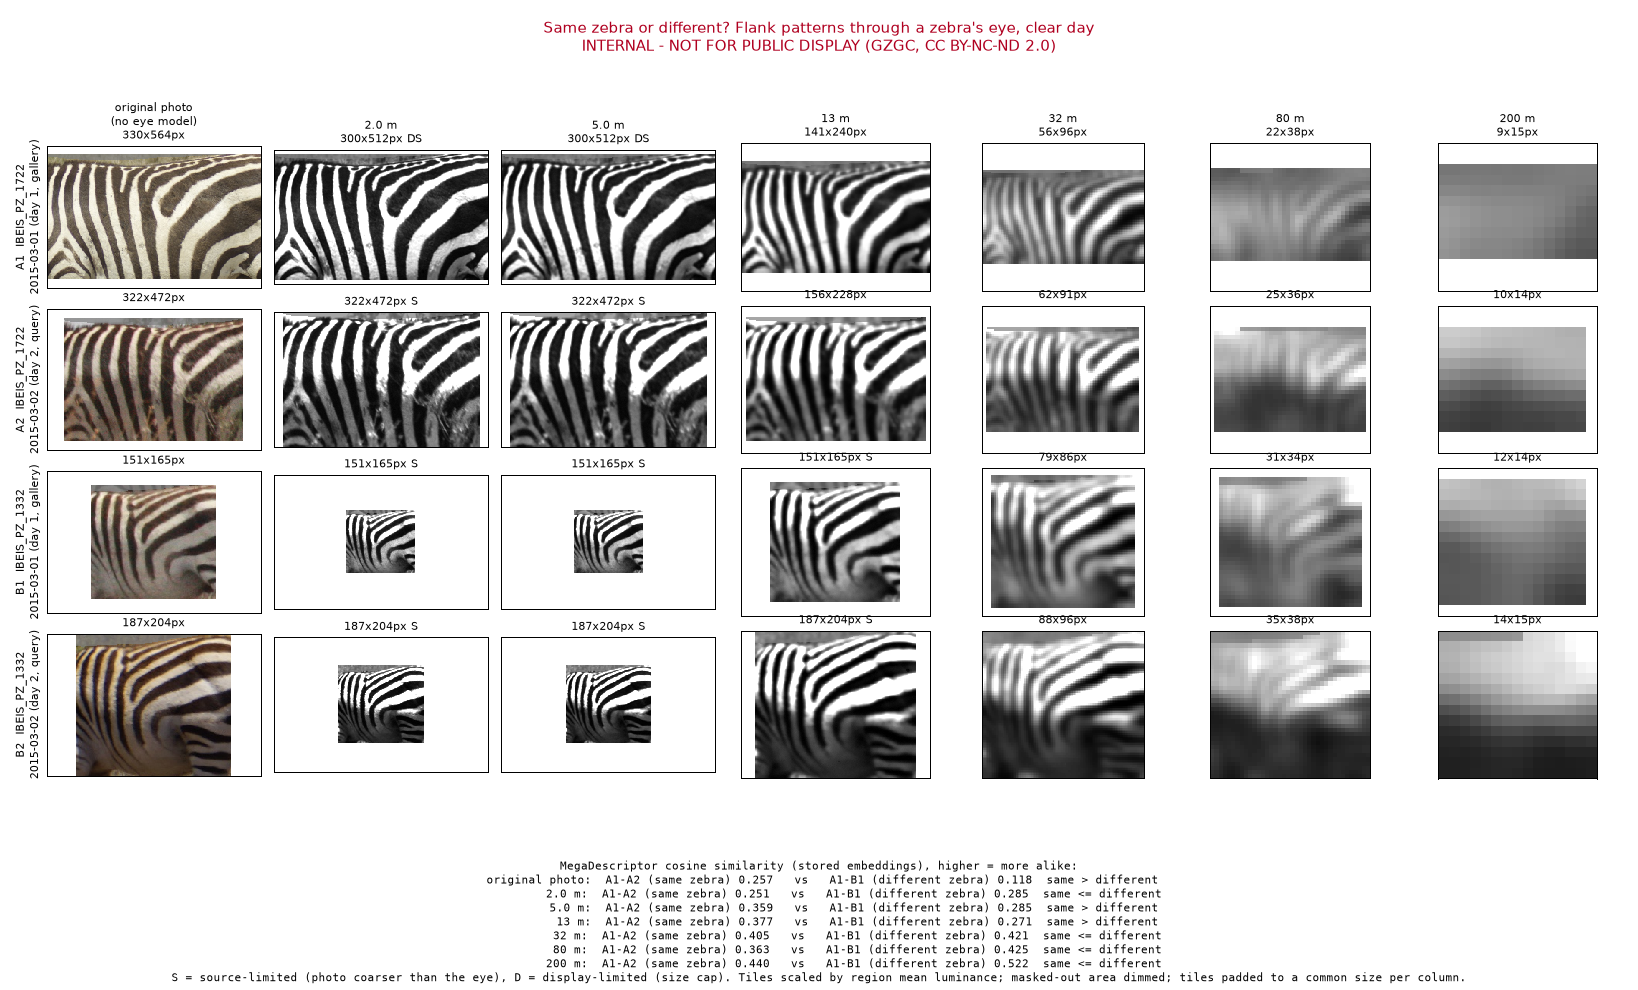 Same zebra or different? Flank patterns through a zebra's eye, clear day
INTERNAL - NOT FOR PUBLIC DISPLAY (GZGC, CC BY-NC-ND 2.0)
original photo
(no eye model)
330x564px
2.0 m
300x512px DS
5.0 m
300x512px DS
13 m
141x240px
32 m
56x96px
80 m
22x38px
200 m
9x15px
A1 IBEIS_PZ_1722
2015-03-01 (day 1, gallery)
322x472px
322x472px S
322x472px S
156x228px
62x91px
25x36px
10x14px
A2 IBEIS_PZ_1722
2015-03-02 (day 2, query)
151x165px
151x165px S
151x165px S
151x165px S
79x86px
31x34px
12x14px
B1 IBEIS_PZ_1332
2015-03-01 (day 1, gallery)
187x204px
187x204px S
187x204px S
187x204px S
88x96px
35x38px
14x15px
B2 IBEIS_PZ_1332
2015-03-02 (day 2, query)
MegaDescriptor cosine similarity (stored embeddings), higher = more alike:
original photo: A1-A2 (same zebra) 0.257 vs A1-B1 (different zebra) 0.118 same > different
2.0 m: A1-A2 (same zebra) 0.251 vs A1-B1 (different zebra) 0.285 same <= different
5.0 m: A1-A2 (same zebra) 0.359 vs A1-B1 (different zebra) 0.285 same > different
13 m: A1-A2 (same zebra) 0.377 vs A1-B1 (different zebra) 0.271 same > different
32 m: A1-A2 (same zebra) 0.405 vs A1-B1 (different zebra) 0.421 same <= different
80 m: A1-A2 (same zebra) 0.363 vs A1-B1 (different zebra) 0.425 same <= different
200 m: A1-A2 (same zebra) 0.440 vs A1-B1 (different zebra) 0.522 same <= different
S = source-limited (photo coarser than the eye), D = display-limited (size cap). Tiles scaled by region mean luminance; masked-out area dimmed; tiles padded to a common size per column.